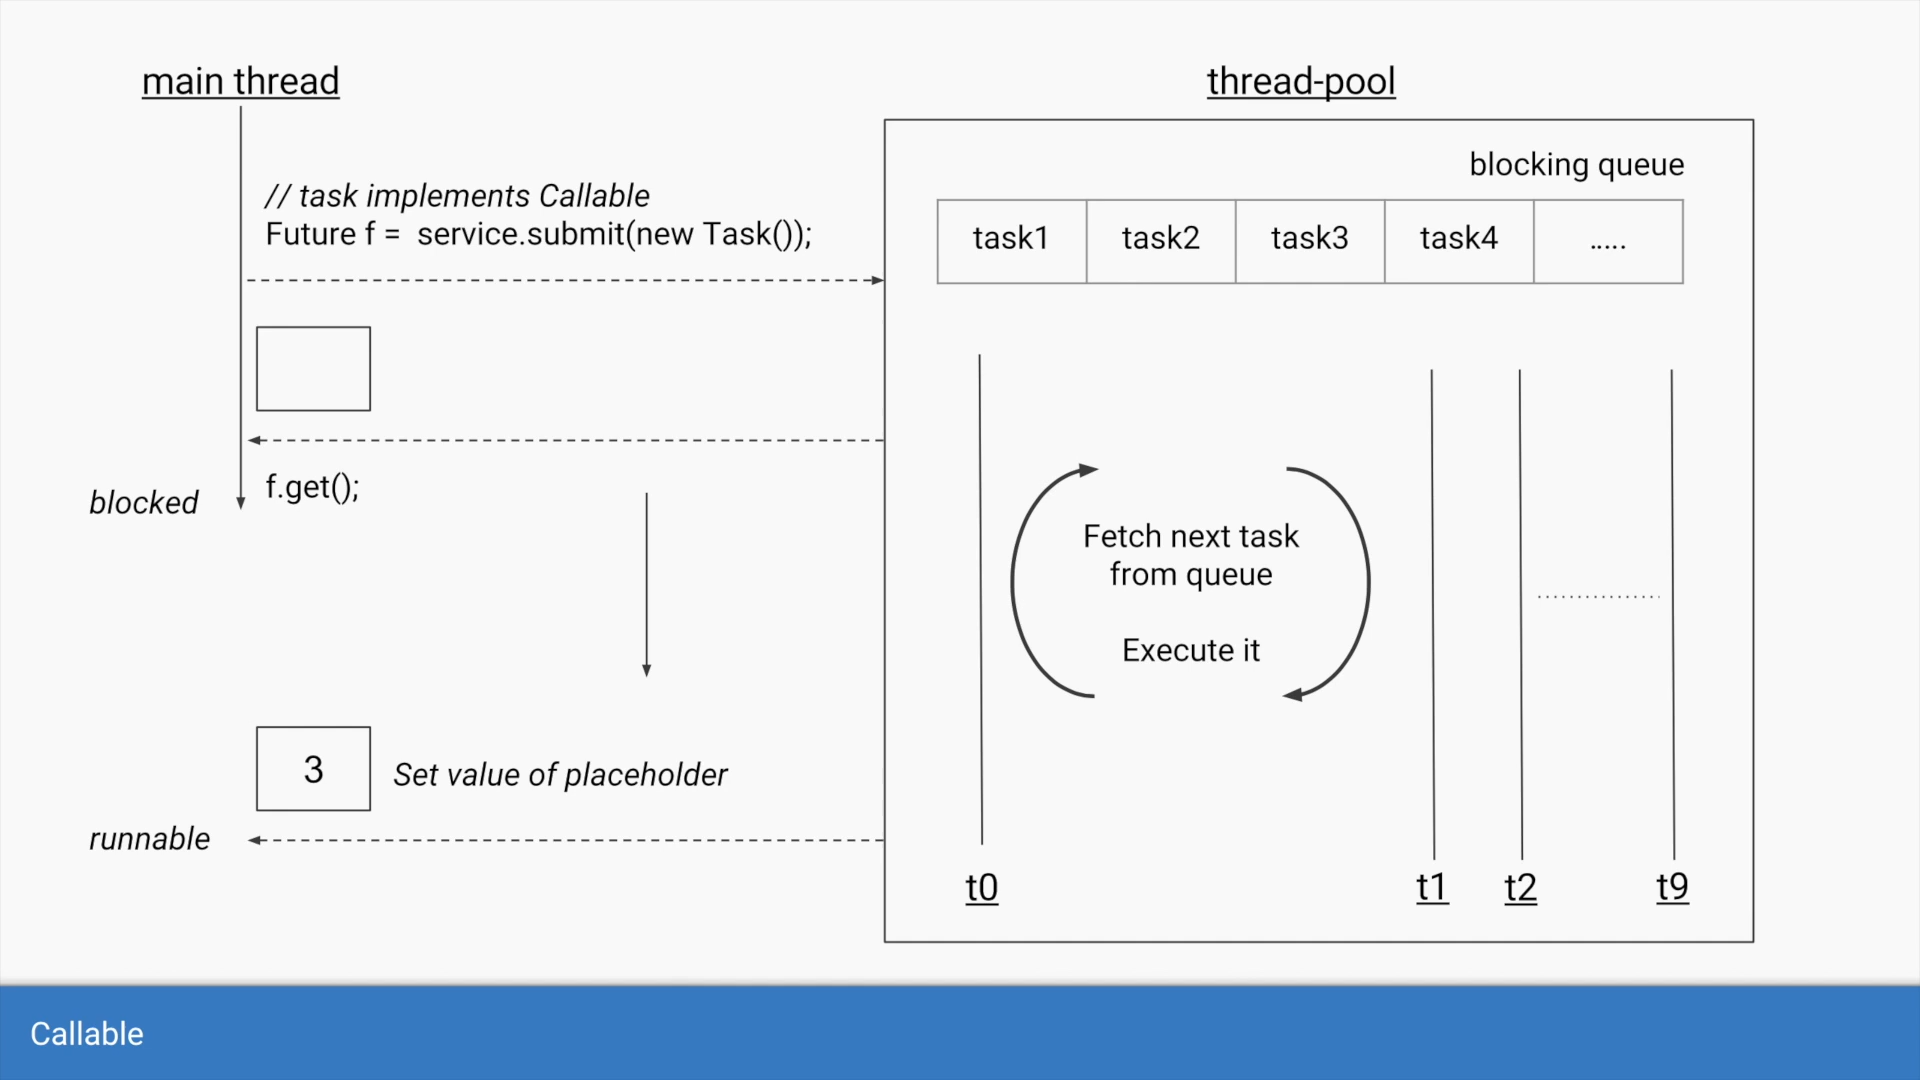 main thread
// task implements Callable
Future f =  service.submit(new Task());
f.get();
blocked
3
Set value of placeholder
runnable
thread-pool
blocking queue
task1
task2
task3
task4
.....
Fetch next task
from queue
Execute it
t0
t1
t2
t9
Callable